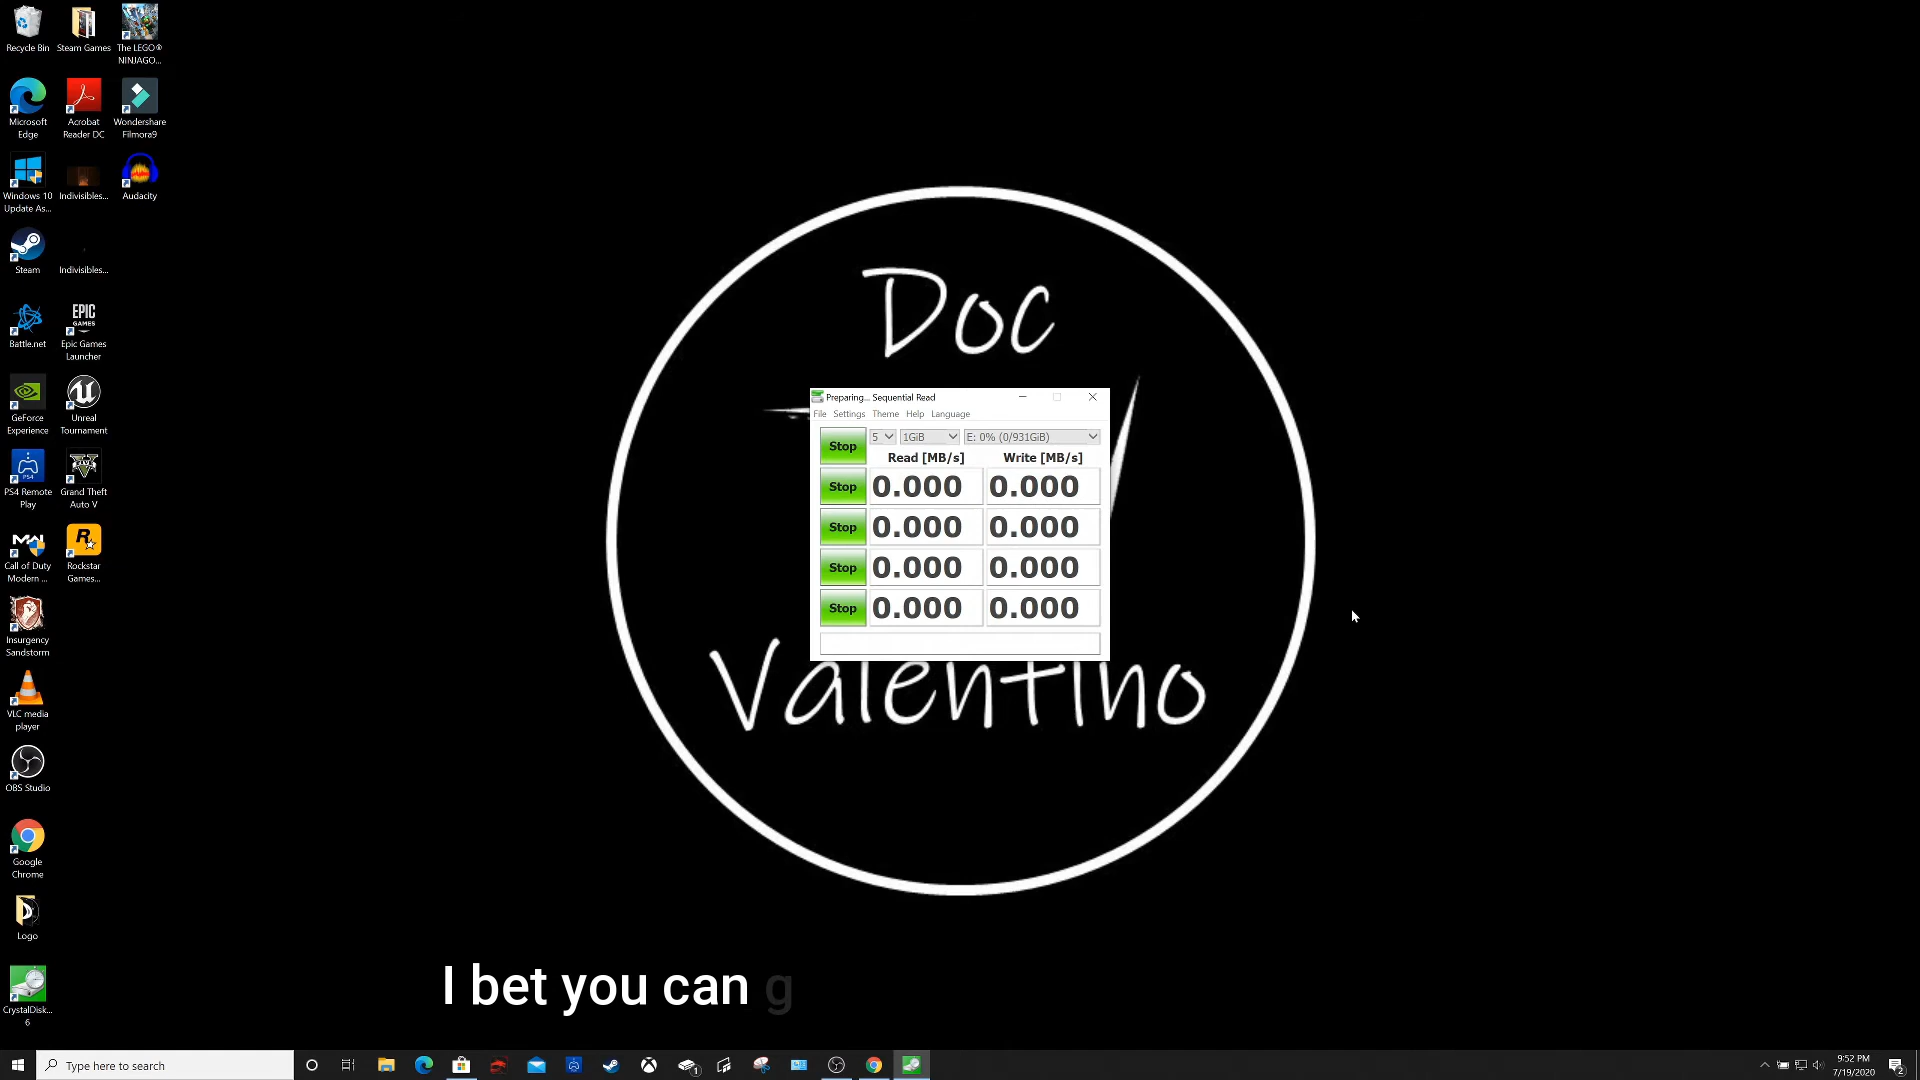 Recycle Bin
Steam Games
The LEGO®
NINJAGO...
Microsoft
Edge
Acrobat
Reader DC
Wondershare
Filmora9
Windows 10
Update As...
Indivisibles...
Audacity
Steam
Indivisibles...
Battle.net
EPIC
GAMES
Epic Games
Launcher
GeForce
Experience
Unreal
Tournament
PS4
PS4 Remote
Play
FIVE
Grand Theft
Auto V
MW
Call of Duty
Modern ...
R
Rockstar
Games...
Insurgency
Sandstorm
VLC media
player
OBS Studio
Google
Chrome
Logo
CrystalDisk...
6
Doc
Valentino
Preparing... Sequential Read
File Settings Theme Help Language
Stop 5 1GiB E: 0% (0/931GiB)
Read [MB/s] Write [MB/s]
Stop 0.000 0.000
Stop 0.000 0.000
Stop 0.000 0.000
Stop 0.000 0.000
I bet you can g
Type here to search
1
9:52 PM
7/19/2020
2